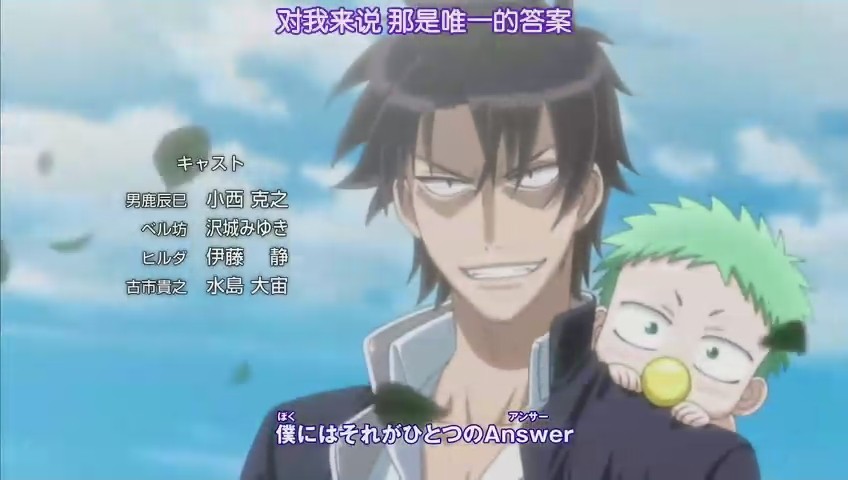 对我来说 那是唯一的答案
キャスト
男鹿辰巳 小西 克之
ベル坊 沢城みゆき
ヒルダ 伊藤 静
古市貴之 水島 大宙
ぼく アンサー
僕にはそれがひとつのAnswer